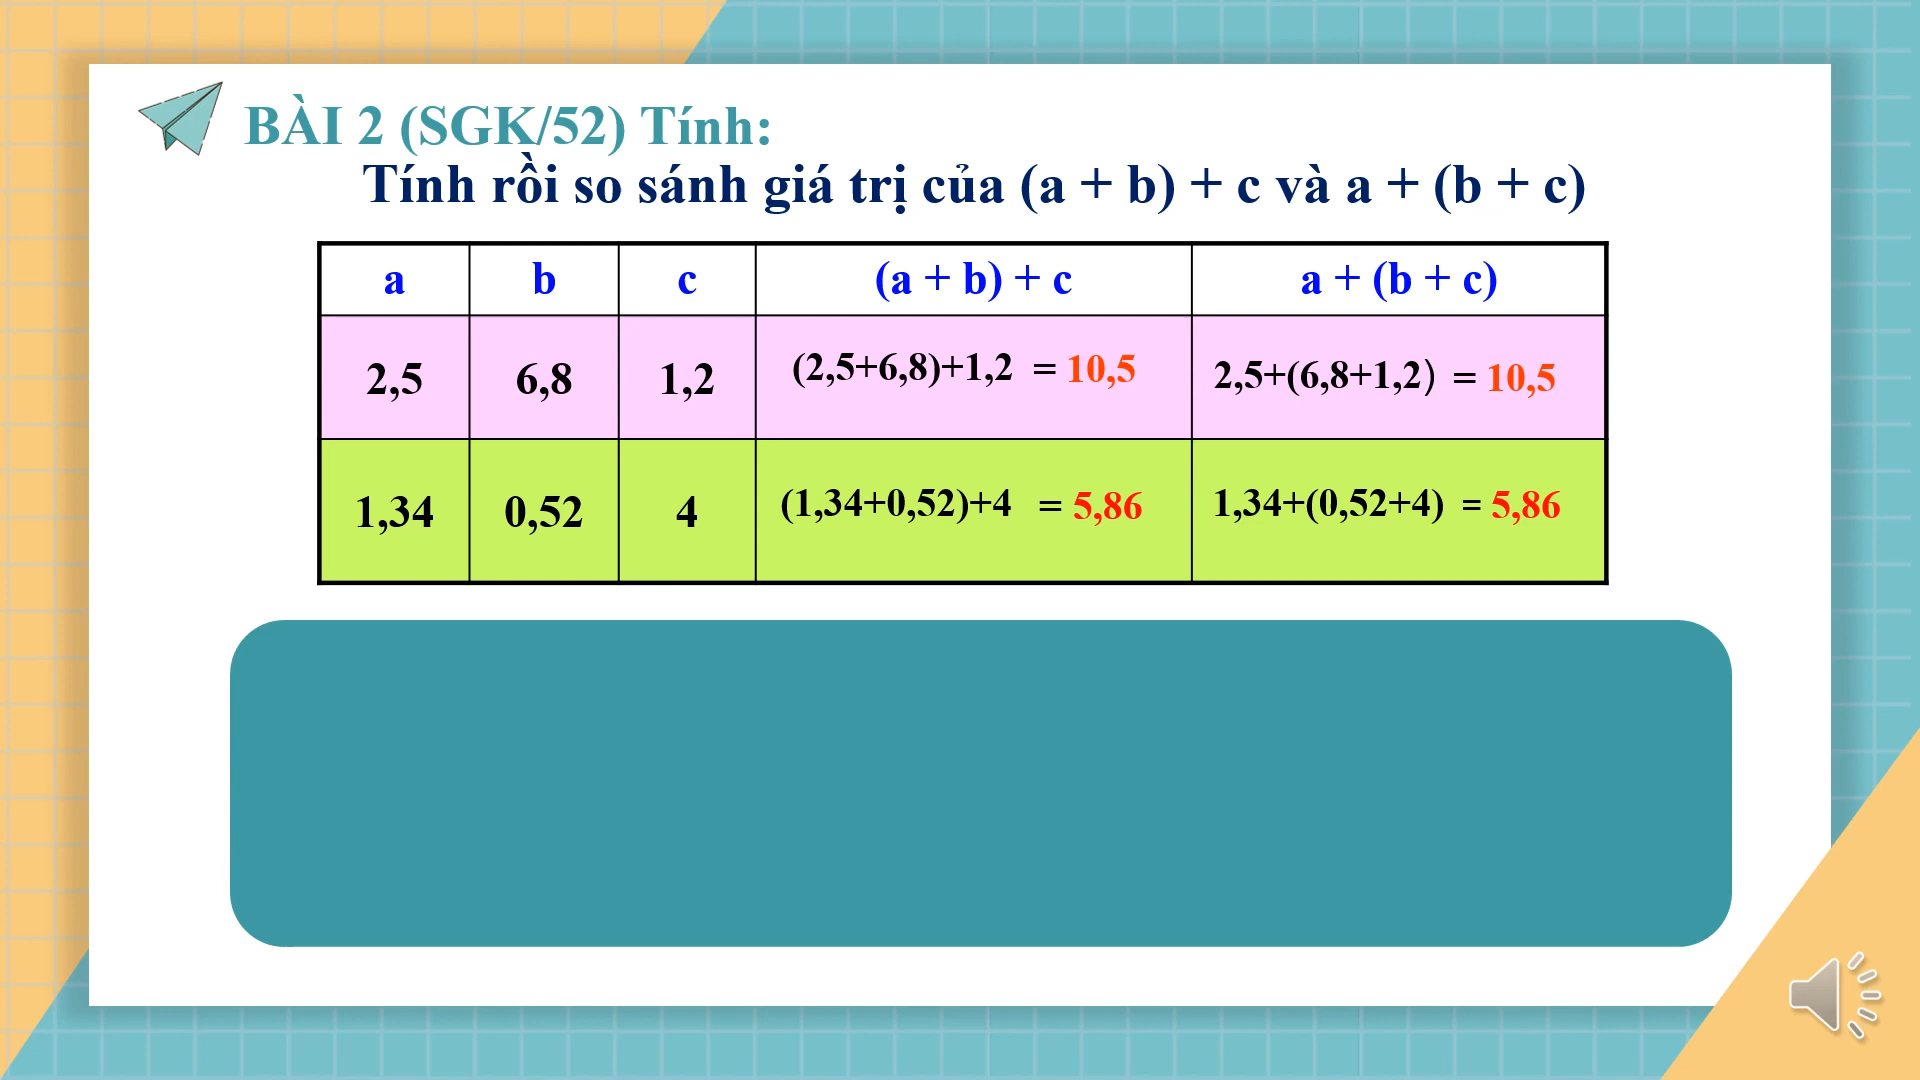 BÀI 2 (SGK/52) Tính:
Tính rồi so sánh giá trị của (a + b) + c và a + (b + c)
a b c (a + b) + c a + (b + c)
2,5 6,8 1,2 (2,5+6,8)+1,2 = 10,5 2,5+(6,8+1,2) = 10,5
1,34 0,52 4 (1,34+0,52)+4 = 5,86 1,34+(0,52+4) = 5,86